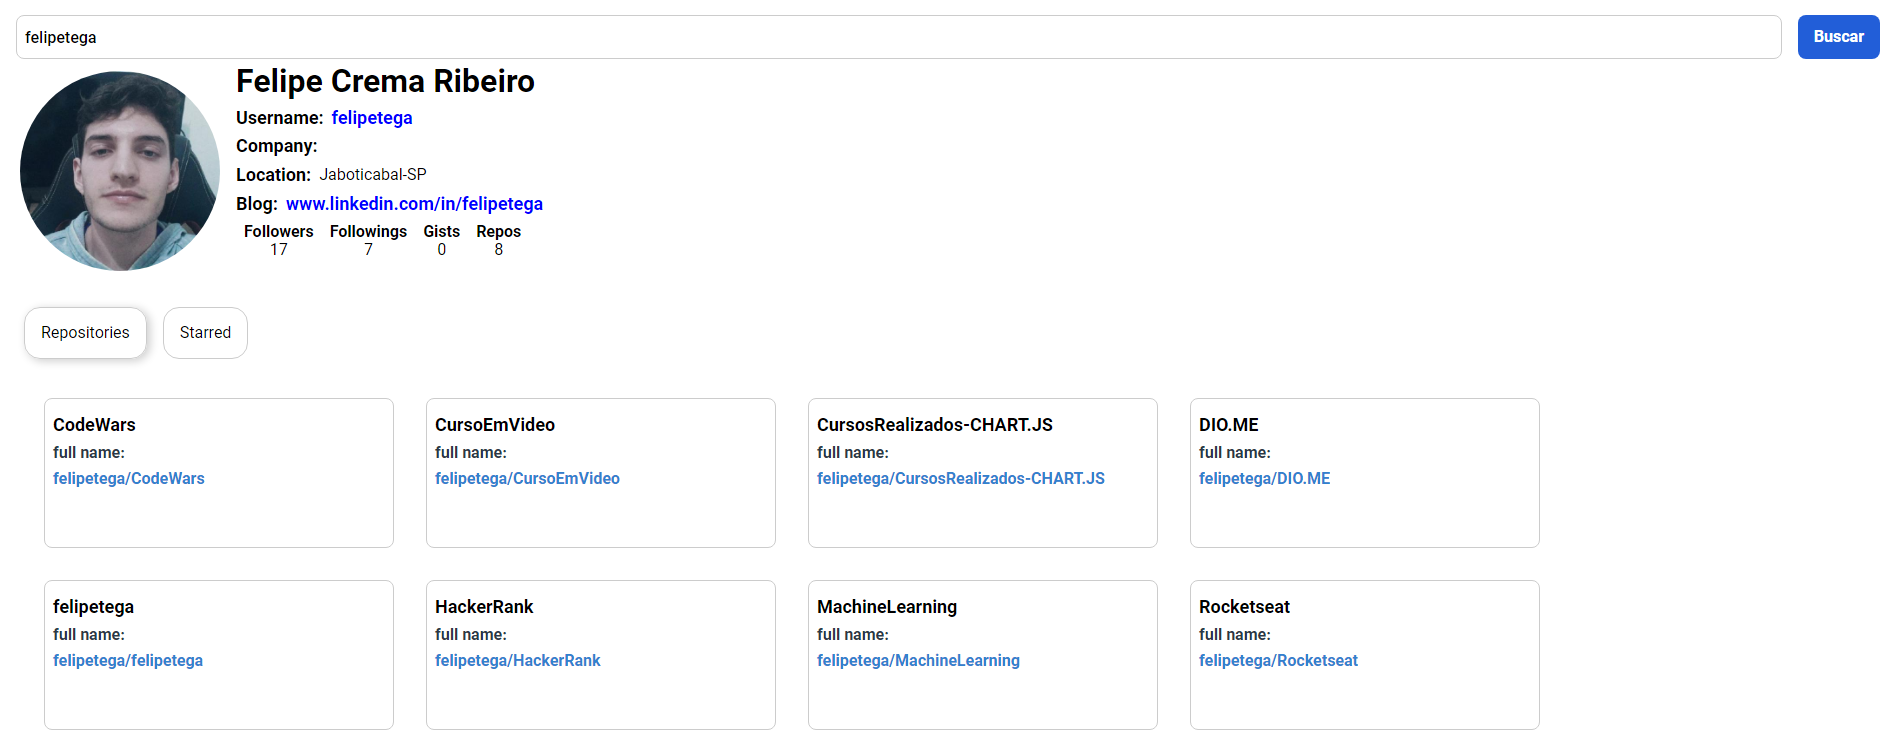 felipetega
Buscar
Felipe Crema Ribeiro
Username: felipetega
Company:
Location: Jaboticabal-SP
Blog: www.linkedin.com/in/felipetega
Followers Followings Gists Repos
17 7 0 8
Repositories Starred
CodeWars
full name:
felipetega/CodeWars
CursoEmVideo
full name:
felipetega/CursoEmVideo
CursosRealizados-CHART.JS
full name:
felipetega/CursosRealizados-CHART.JS
DIO.ME
full name:
felipetega/DIO.ME
felipetega
full name:
felipetega/felipetega
HackerRank
full name:
felipetega/HackerRank
MachineLearning
full name:
felipetega/MachineLearning
Rocketseat
full name:
felipetega/Rocketseat